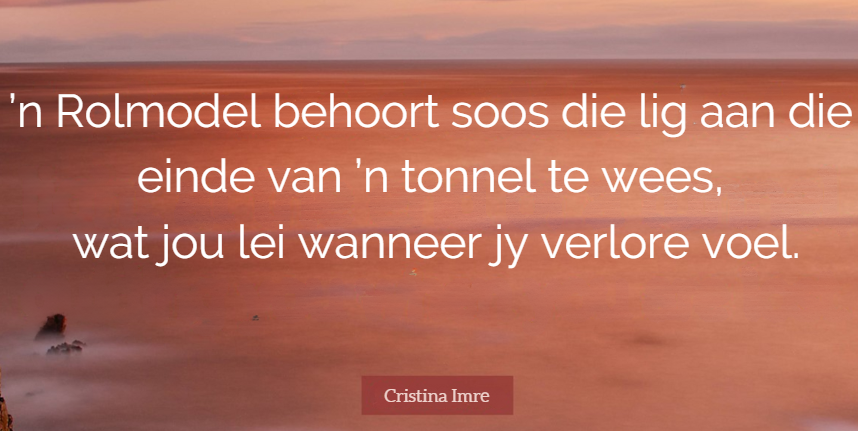 ’n Rolmodel behoort soos die lig aan die
einde van ’n tonnel te wees,
wat jou lei wanneer jy verlore voel.
Cristina Imre